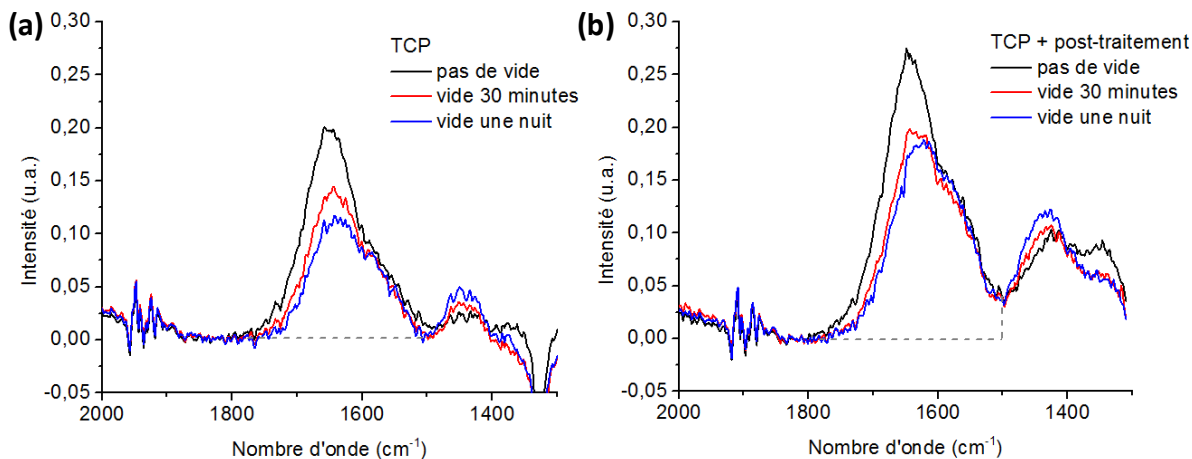 (a)
0,30
0,25
0,20
0,15
0,10
0,05
0,00
-0,05
Intensité (u.a.)
TCP
pas de vide
vide 30 minutes
vide une nuit
2000 1800 1600 1400
Nombre d'onde (cm⁻¹)
(b)
0,30
0,25
0,20
0,15
0,10
0,05
0,00
-0,05
Intensité (u.a.)
TCP + post-traitement
pas de vide
vide 30 minutes
vide une nuit
2000 1800 1600 1400
Nombre d'onde (cm⁻¹)